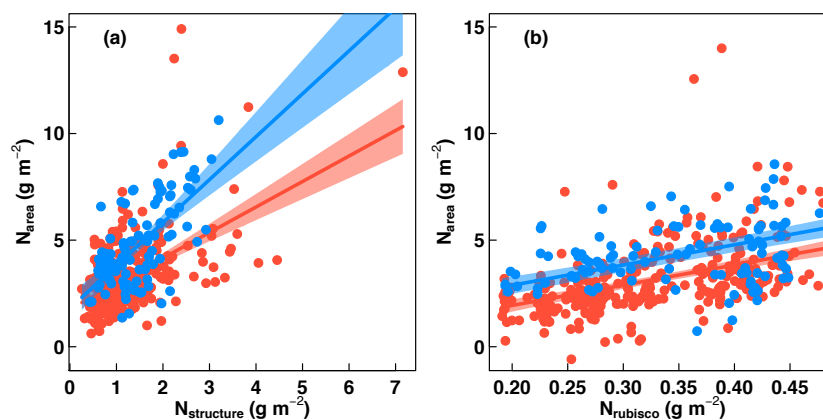 (a)
(b)
15
10
5
0
N_area (g m⁻²)
0 1 2 3 4 5 6 7
N_structure (g m⁻²)
15
10
5
0
N_area (g m⁻²)
0.20 0.25 0.30 0.35 0.40 0.45
N_rubisco (g m⁻²)